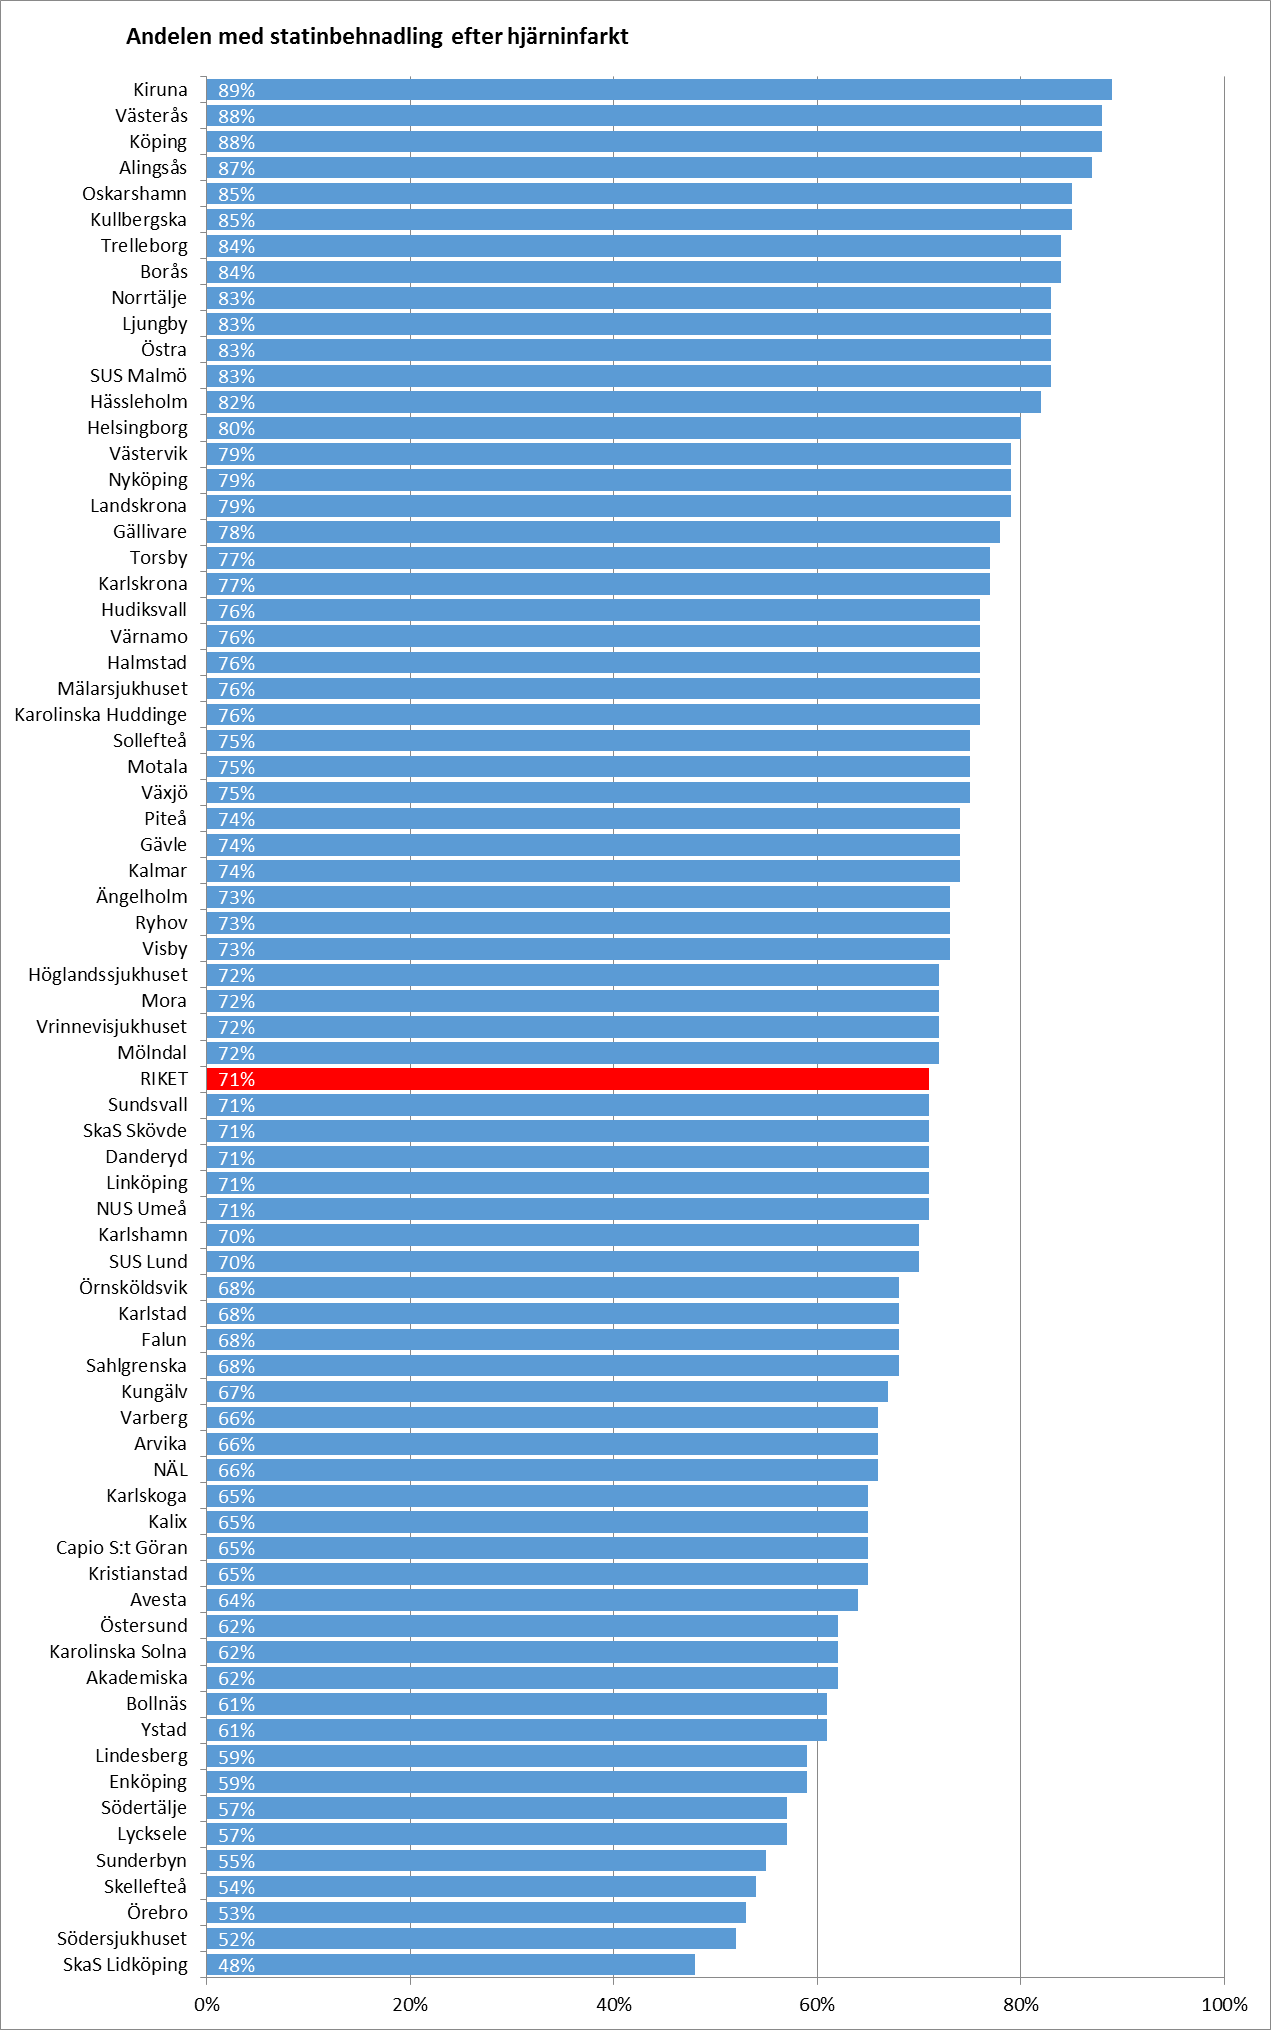 Andelen med statinbehnadling efter hjärninfarkt
Kiruna 89%
Västerås 88%
Köping 88%
Alingsås 87%
Oskarshamn 85%
Kullbergska 85%
Trelleborg 84%
Borås 84%
Norrtälje 83%
Ljungby 83%
Östra 83%
SUS Malmö 83%
Hässleholm 82%
Helsingborg 80%
Västervik 79%
Nyköping 79%
Landskrona 79%
Gällivare 78%
Torsby 77%
Karlskrona 77%
Hudiksvall 76%
Värnamo 76%
Halmstad 76%
Mälarsjukhuset 76%
Karolinska Huddinge 76%
Sollefteå 75%
Motala 75%
Växjö 75%
Piteå 74%
Gävle 74%
Kalmar 74%
Ängelholm 73%
Ryhov 73%
Visby 73%
Höglandssjukhuset 72%
Mora 72%
Vrinnevisjukhuset 72%
Mölndal 72%
RIKET 71%
Sundsvall 71%
SkaS Skövde 71%
Danderyd 71%
Linköping 71%
NUS Umeå 71%
Karlshamn 70%
SUS Lund 70%
Örnsköldsvik 68%
Karlstad 68%
Falun 68%
Sahlgrenska 68%
Kungälv 67%
Varberg 66%
Arvika 66%
NÄL 66%
Karlskoga 65%
Kalix 65%
Capio S:t Göran 65%
Kristianstad 65%
Avesta 64%
Östersund 62%
Karolinska Solna 62%
Akademiska 62%
Bollnäs 61%
Ystad 61%
Lindesberg 59%
Enköping 59%
Södertälje 57%
Lycksele 57%
Sunderbyn 55%
Skellefteå 54%
Örebro 53%
Södersjukhuset 52%
SkaS Lidköping 48%
0% 20% 40% 60% 80% 100%